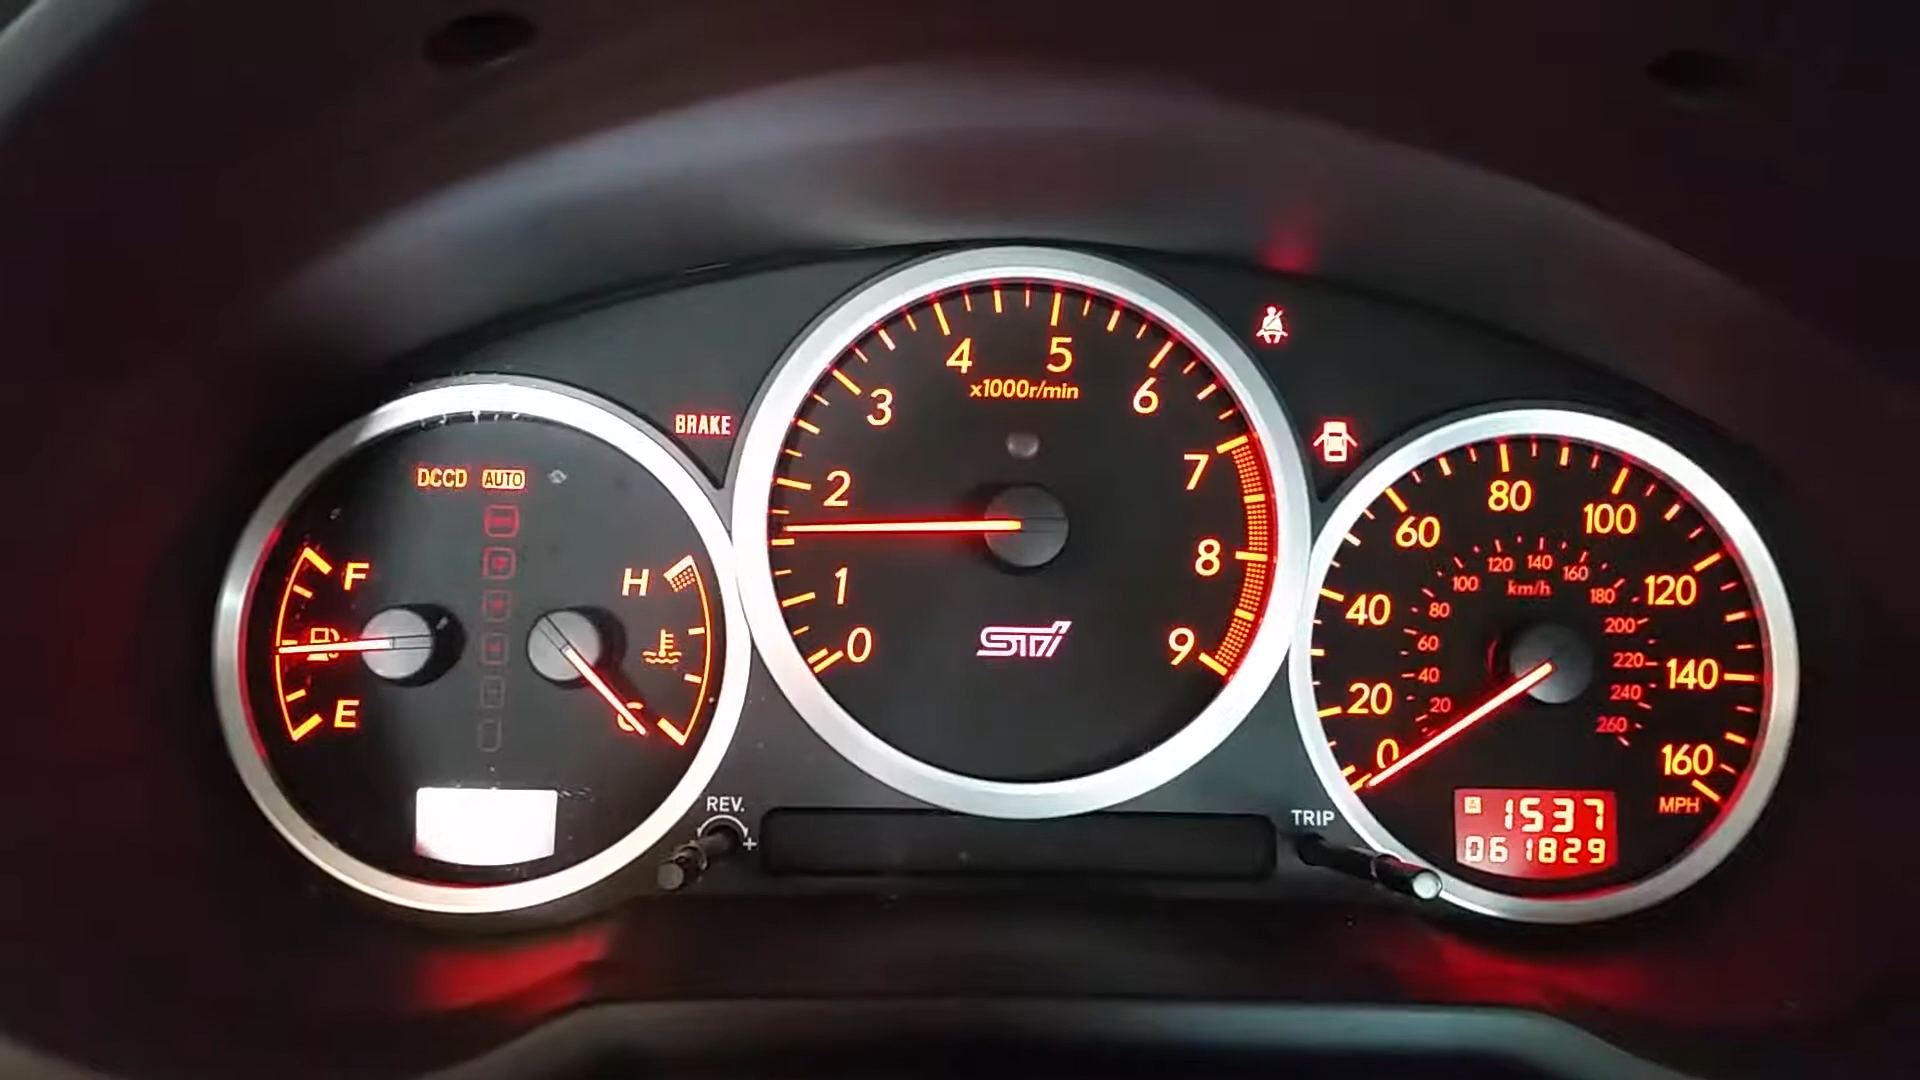 4 5
x1000r/min
3 6
2 7
1 8
0 9
STi
BRAKE
DCCD AUTO
F
E
H
C
REV.
+
TRIP
80
60 100
40 120
20 140
0 160
MPH
120 140 160
100 km/h 180
80 200
60 220
40 240
20 260
A 1537
061829